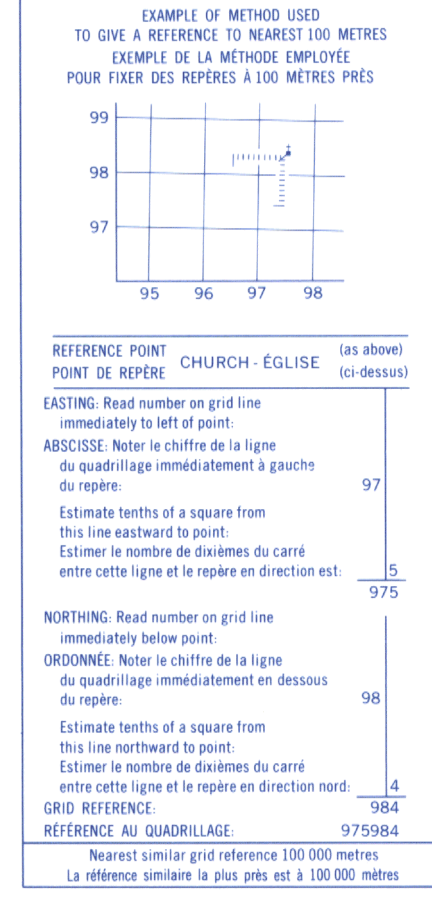 EXAMPLE OF METHOD USED
TO GIVE A REFERENCE TO NEAREST 100 METRES
EXEMPLE DE LA MÉTHODE EMPLOYÉE
POUR FIXER DES REPÈRES À 100 MÈTRES PRÈS
99
98
97
95 96 97 98
REFERENCE POINT
POINT DE REPÈRE
CHURCH - ÉGLISE
(as above)
(ci-dessus)
EASTING: Read number on grid line
immediately to left of point:
ABSCISSE: Noter le chiffre de la ligne
du quadrillage immédiatement à gauche
du repère: 97
Estimate tenths of a square from
this line eastward to point:
Estimer le nombre de dixièmes du carré
entre cette ligne et le repère en direction est: 5
975
NORTHING: Read number on grid line
immediately below point:
ORDONNÉE: Noter le chiffre de la ligne
du quadrillage immédiatement en dessous
du repère: 98
Estimate tenths of a square from
this line northward to point:
Estimer le nombre de dixièmes du carré
entre cette ligne et le repère en direction nord: 4
GRID REFERENCE: 984
RÉFÉRENCE AU QUADRILLAGE: 975984
Nearest similar grid reference 100 000 metres
La référence similaire la plus près est à 100 000 mètres